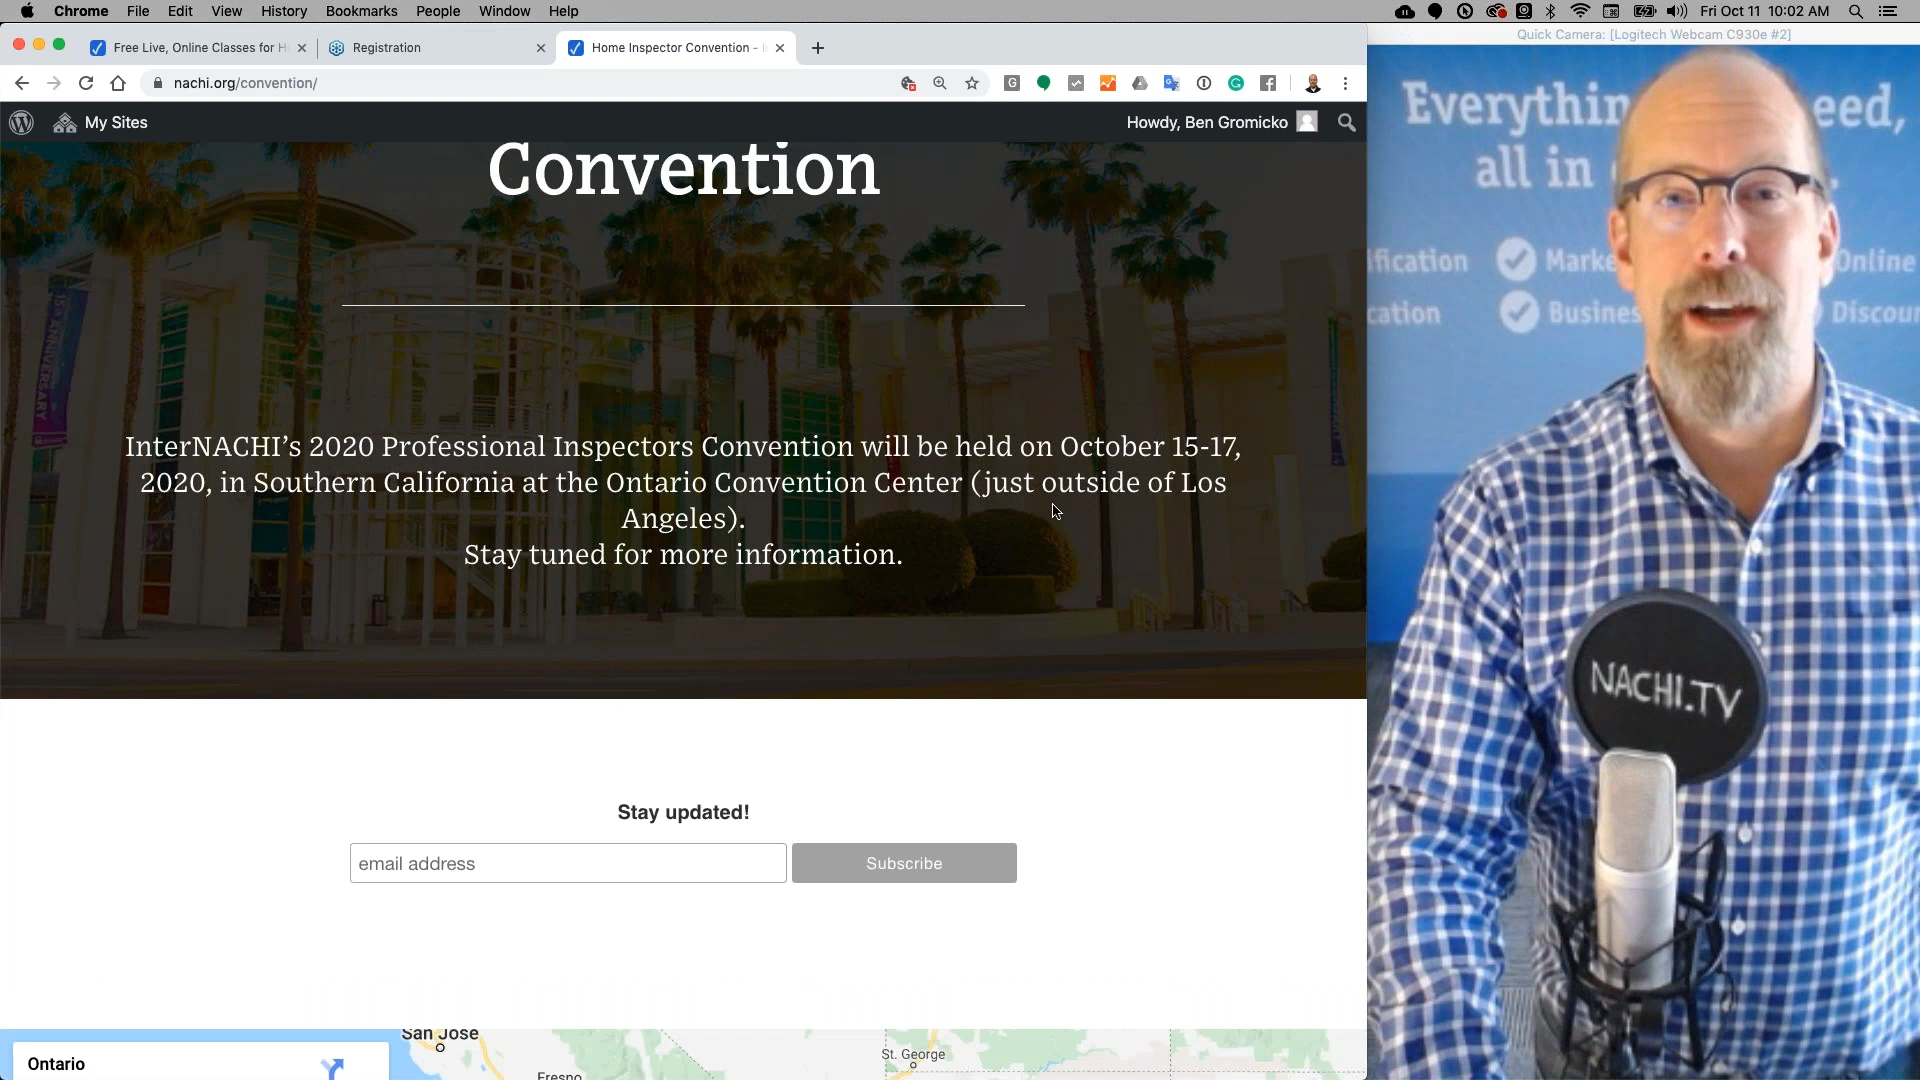 Chrome File Edit View History Bookmarks People Window Help
Fri Oct 11 10:02 AM
Quick Camera: [Logitech Webcam C930e #2]
Free Live, Online Classes for H
Registration
Home Inspector Convention -
nachi.org/convention/
My Sites
Howdy, Ben Gromicko
Convention
InterNACHI’s 2020 Professional Inspectors Convention will be held on October 15-17,
2020, in Southern California at the Ontario Convention Center (just outside of Los
Angeles).
Stay tuned for more information.
Stay updated!
email address
Subscribe
San Jose
St. George
Ontario
Fresno
ANNIVERSARY
Everythin eed,
all in
ification Marke Online
cation Busines Discoun
NACHI.TV